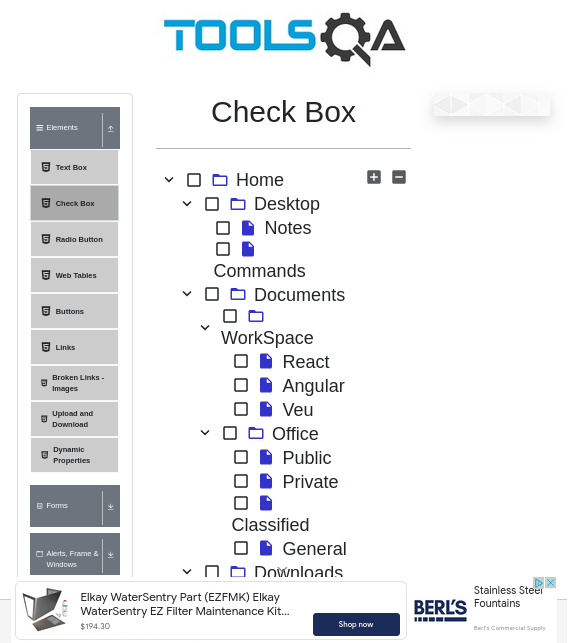 TOOLSQA
Elements
Text Box
Check Box
Radio Button
Web Tables
Buttons
Links
Broken Links -
Images
Upload and
Download
Dynamic
Properties
Forms
Alerts, Frame &
Windows
Check Box
Home
Desktop
Notes
Commands
Documents
WorkSpace
React
Angular
Veu
Office
Public
Private
Classified
General
Downloads
Elkay WaterSentry Part (EZFMK) Elkay
WaterSentry EZ Filter Maintenance Kit...
$194.30
Shop now
BERL'S
Stainless Steel
Fountains
Berl's Commercial Supply